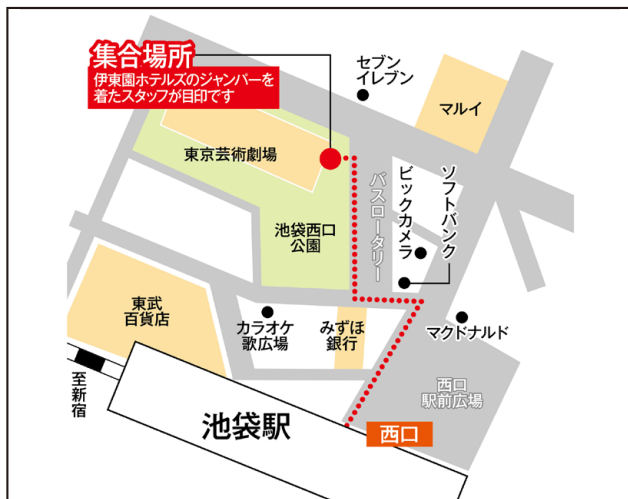 集合場所
伊東園ホテルズのジャンパーを
着たスタッフが目印です
セブン
イレブン
マルイ
東京芸術劇場
バスロータリー
ビックカメラ
ソフトバンク
池袋西口
公園
東武
百貨店
カラオケ
歌広場
みずほ
銀行
マクドナルド
西口
駅前広場
至新宿
池袋駅
西口